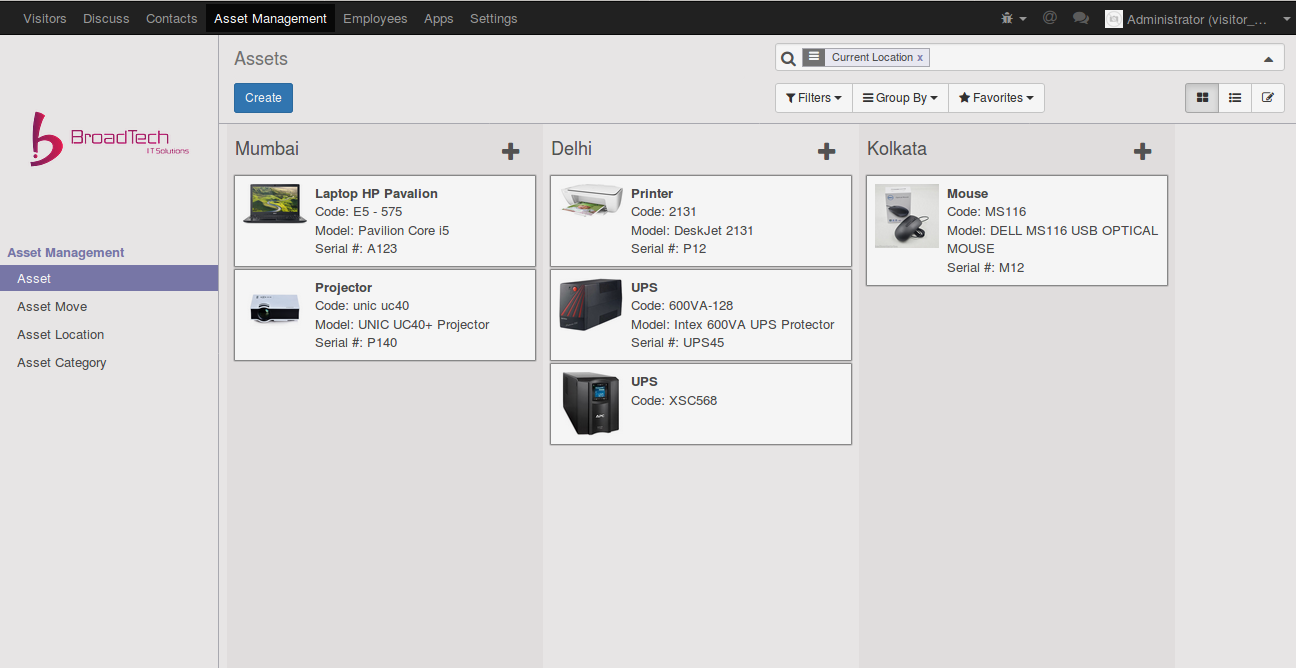 Visitors Discuss Contacts Asset Management Employees Apps Settings Administrator (visitor_...
Assets
Current Location x
Create
Filters Group By Favorites
BroadTech
IT Solutions
Asset Management
Asset
Asset Move
Asset Location
Asset Category
Mumbai
Laptop HP Pavalion
Code: E5 - 575
Model: Pavilion Core i5
Serial #: A123
Projector
Code: unic uc40
Model: UNIC UC40+ Projector
Serial #: P140
Delhi
Printer
Code: 2131
Model: DeskJet 2131
Serial #: P12
UPS
Code: 600VA-128
Model: Intex 600VA UPS Protector
Serial #: UPS45
UPS
Code: XSC568
APC
Kolkata
Mouse
Code: MS116
Model: DELL MS116 USB OPTICAL
MOUSE
Serial #: M12